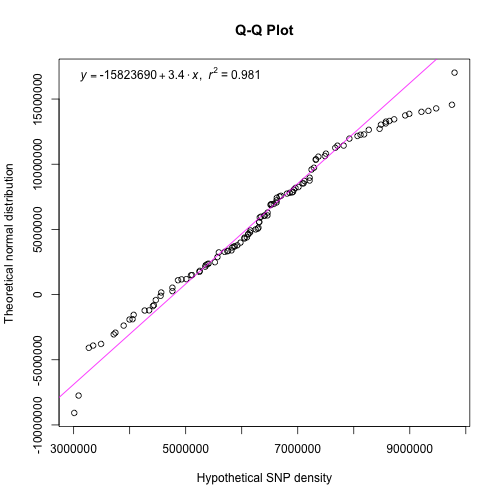 Q-Q Plot
y = -15823690 + 3.4 · x, r² = 0.981
15000000
10000000
5000000
0
-5000000
-10000000
Theoretical normal distribution
3000000 5000000 7000000 9000000
Hypothetical SNP density